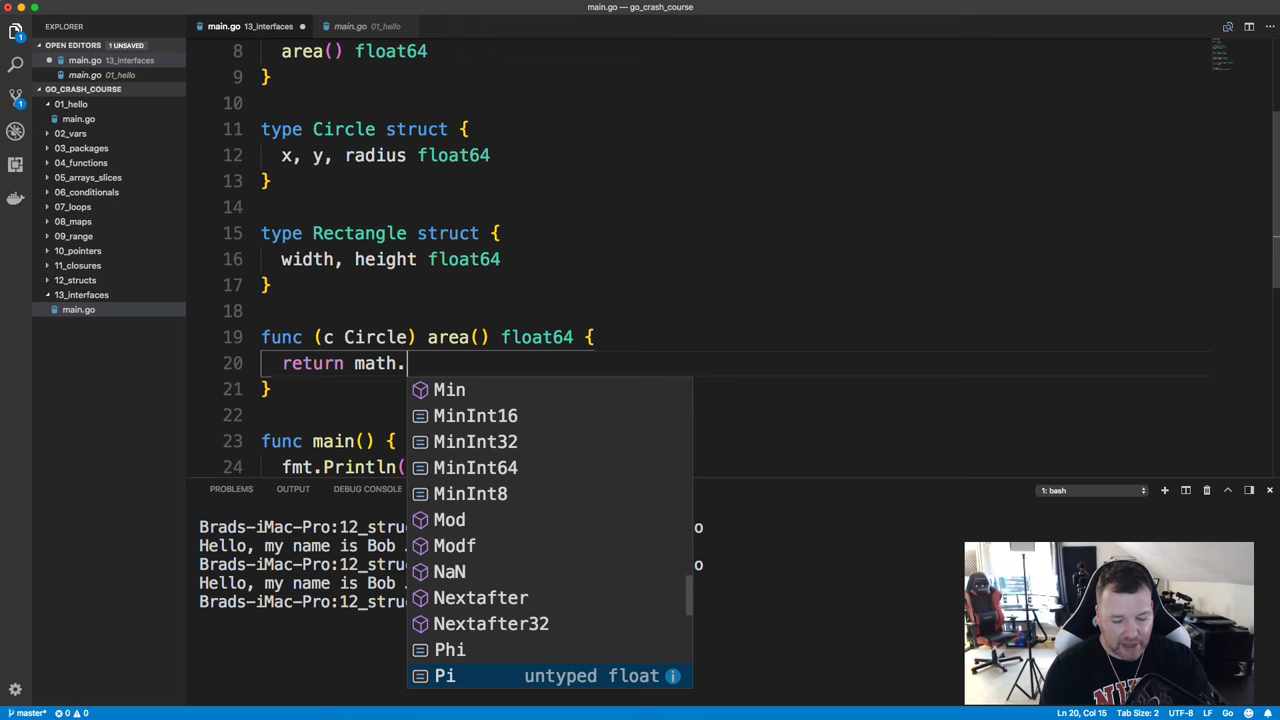 main.go — go_crash_course
EXPLORER
main.go 13_interfaces
main.go 01_hello
OPEN EDITORS 1 UNSAVED
main.go 13_interfaces
main.go 01_hello
GO_CRASH_COURSE
01_hello
main.go
02_vars
03_packages
04_functions
05_arrays_slices
06_conditionals
07_loops
08_maps
09_range
10_pointers
11_closures
12_structs
13_interfaces
main.go
8 area() float64
9 }
10
11 type Circle struct {
12 x, y, radius float64
13 }
14
15 type Rectangle struct {
16 width, height float64
17 }
18
19 func (c Circle) area() float64 {
20 return math.
21 }
22
23 func main() {
24 fmt.Println(
Min
MinInt16
MinInt32
MinInt64
MinInt8
Mod
Modf
NaN
Nextafter
Nextafter32
Phi
Pi untyped float
PROBLEMS OUTPUT DEBUG CONSOLE
1: bash
Brads-iMac-Pro:12_stru o
Hello, my name is Bob
Brads-iMac-Pro:12_stru o
Hello, my name is Bob
Brads-iMac-Pro:12_stru
master* 0 0
Ln 20, Col 15 Tab Size: 2 UTF-8 LF Go